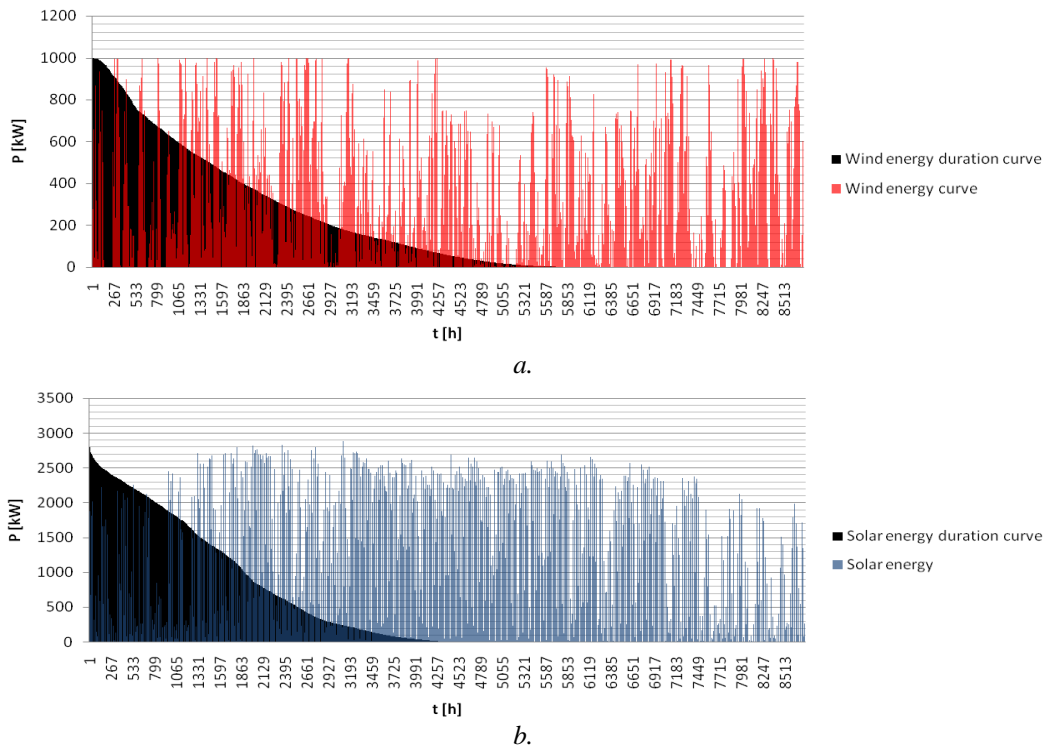 1200
1000
800
600
400
200
0
P [kW]
1 267 533 799 1065 1331 1597 1863 2129 2395 2661 2927 3193 3459 3725 3991 4257 4523 4789 5055 5321 5587 5853 6119 6385 6651 6917 7183 7449 7715 7981 8247 8513
t [h]
Wind energy duration curve
Wind energy curve
a.
3500
3000
2500
2000
1500
1000
500
0
P [kW]
1 267 533 799 1065 1331 1597 1863 2129 2395 2661 2927 3193 3459 3725 3991 4257 4523 4789 5055 5321 5587 5853 6119 6385 6651 6917 7183 7449 7715 7981 8247 8513
t [h]
Solar energy duration curve
Solar energy
b.